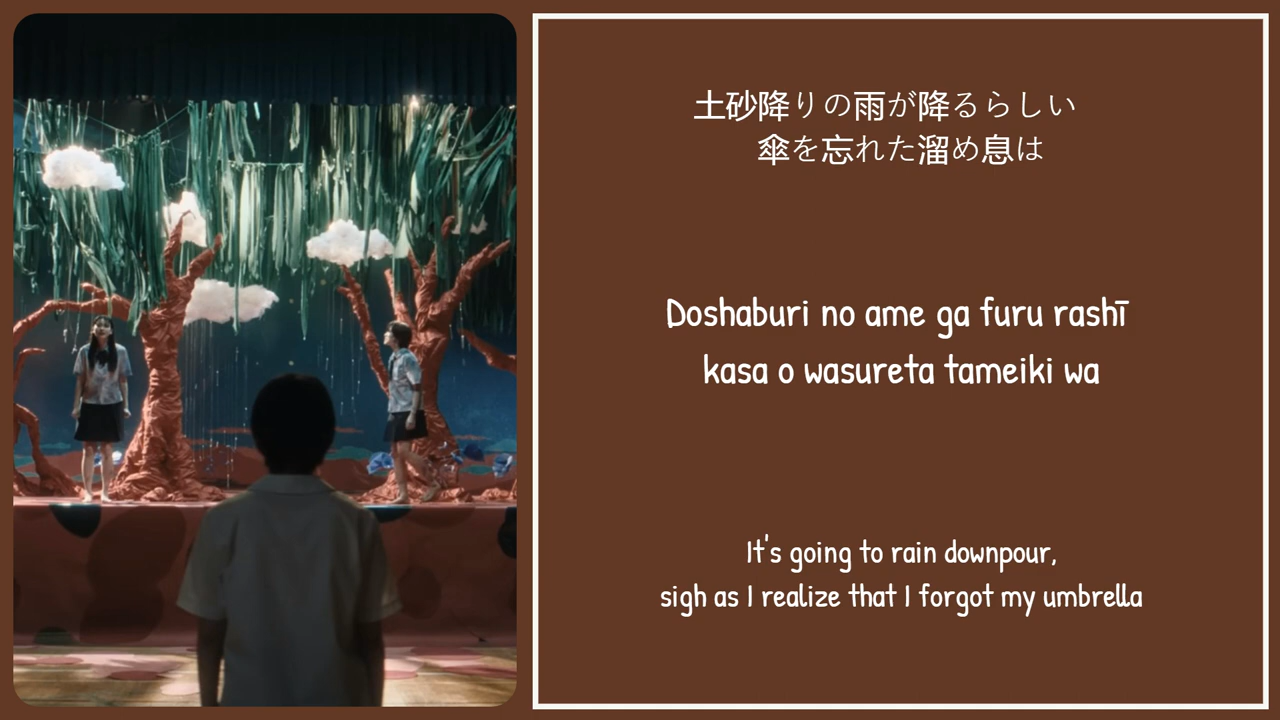 土砂降りの雨が降るらしい
傘を忘れた溜め息は
Doshaburi no ame ga furu rashī
kasa o wasureta tameiki wa
It's going to rain downpour,
sigh as I realize that I forgot my umbrella